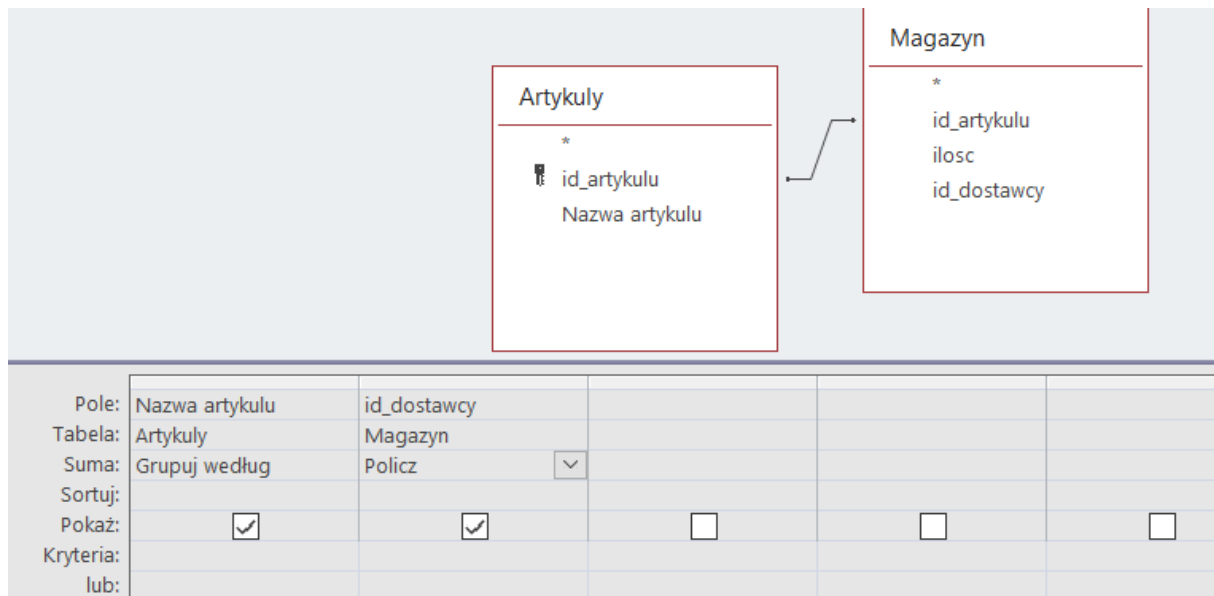 Magazyn
*
id_artykulu
ilosc
id_dostawcy
Artykuly
*
id_artykulu
Nazwa artykulu
Pole: Nazwa artykulu id_dostawcy
Tabela: Artykuly Magazyn
Suma: Grupuj według Policz
Sortuj:
Pokaż:
Kryteria:
lub: